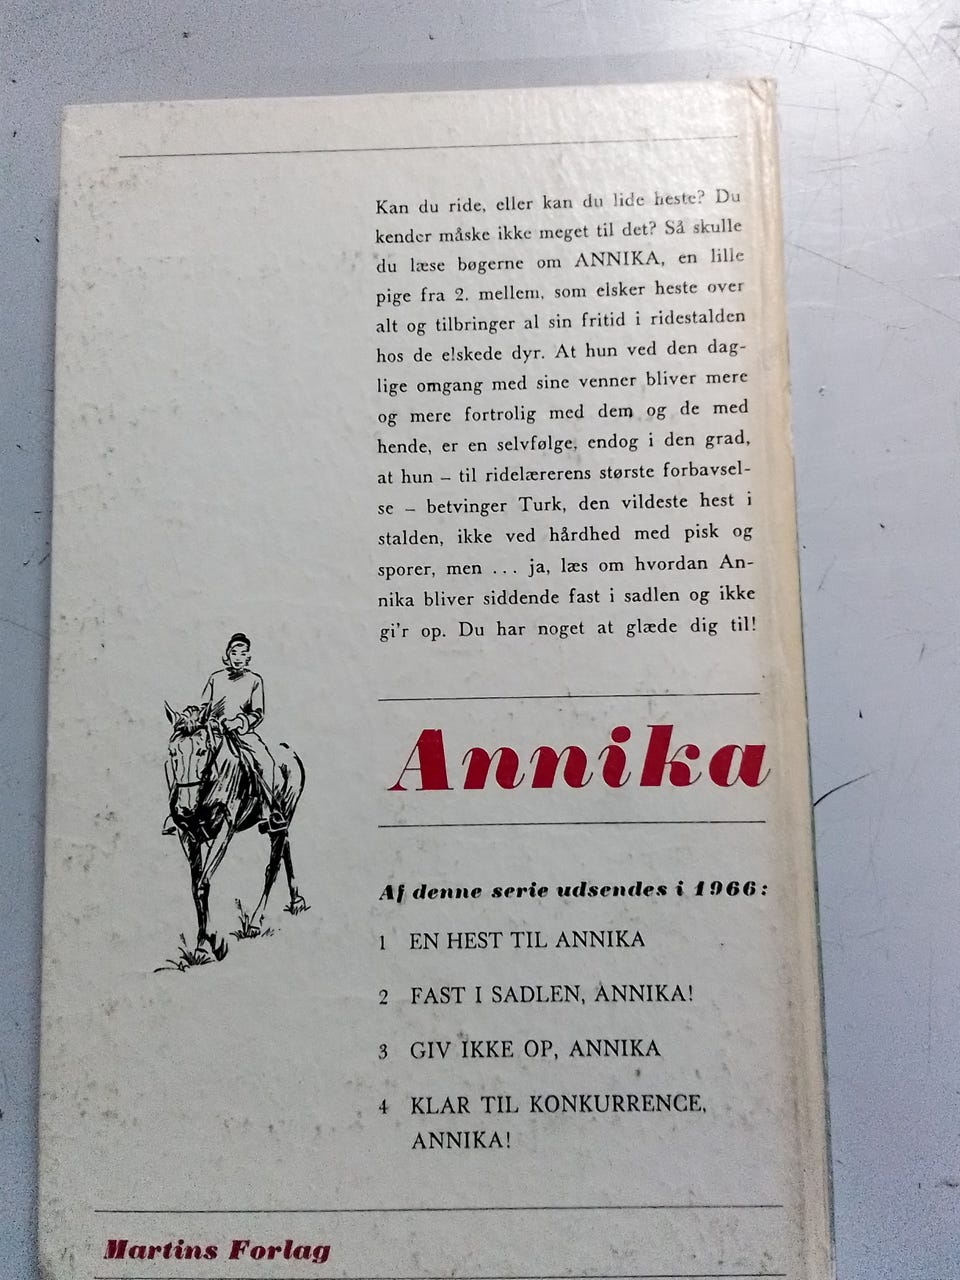 Kan du ride, eller kan du lide heste? Du
kender måske ikke meget til det? Så skulle
du læse bøgerne om ANNIKA, en lille
pige fra 2. mellem, som elsker heste over
alt og tilbringer al sin fritid i ridestalden
hos de elskede dyr. At hun ved den dag-
lige omgang med sine venner bliver mere
og mere fortrolig med dem og de med
hende, er en selvfølge, endog i den grad,
at hun – til ridelærerens største forbavsel-
se – betvinger Turk, den vildeste hest i
stalden, ikke ved hårdhed med pisk og
sporer, men ... ja, læs om hvordan An-
nika bliver siddende fast i sadlen og ikke
gi'r op. Du har noget at glæde dig til!
Annika
Af denne serie udsendes i 1966:
1 EN HEST TIL ANNIKA
2 FAST I SADLEN, ANNIKA!
3 GIV IKKE OP, ANNIKA
4 KLAR TIL KONKURRENCE,
ANNIKA!
Martins Forlag